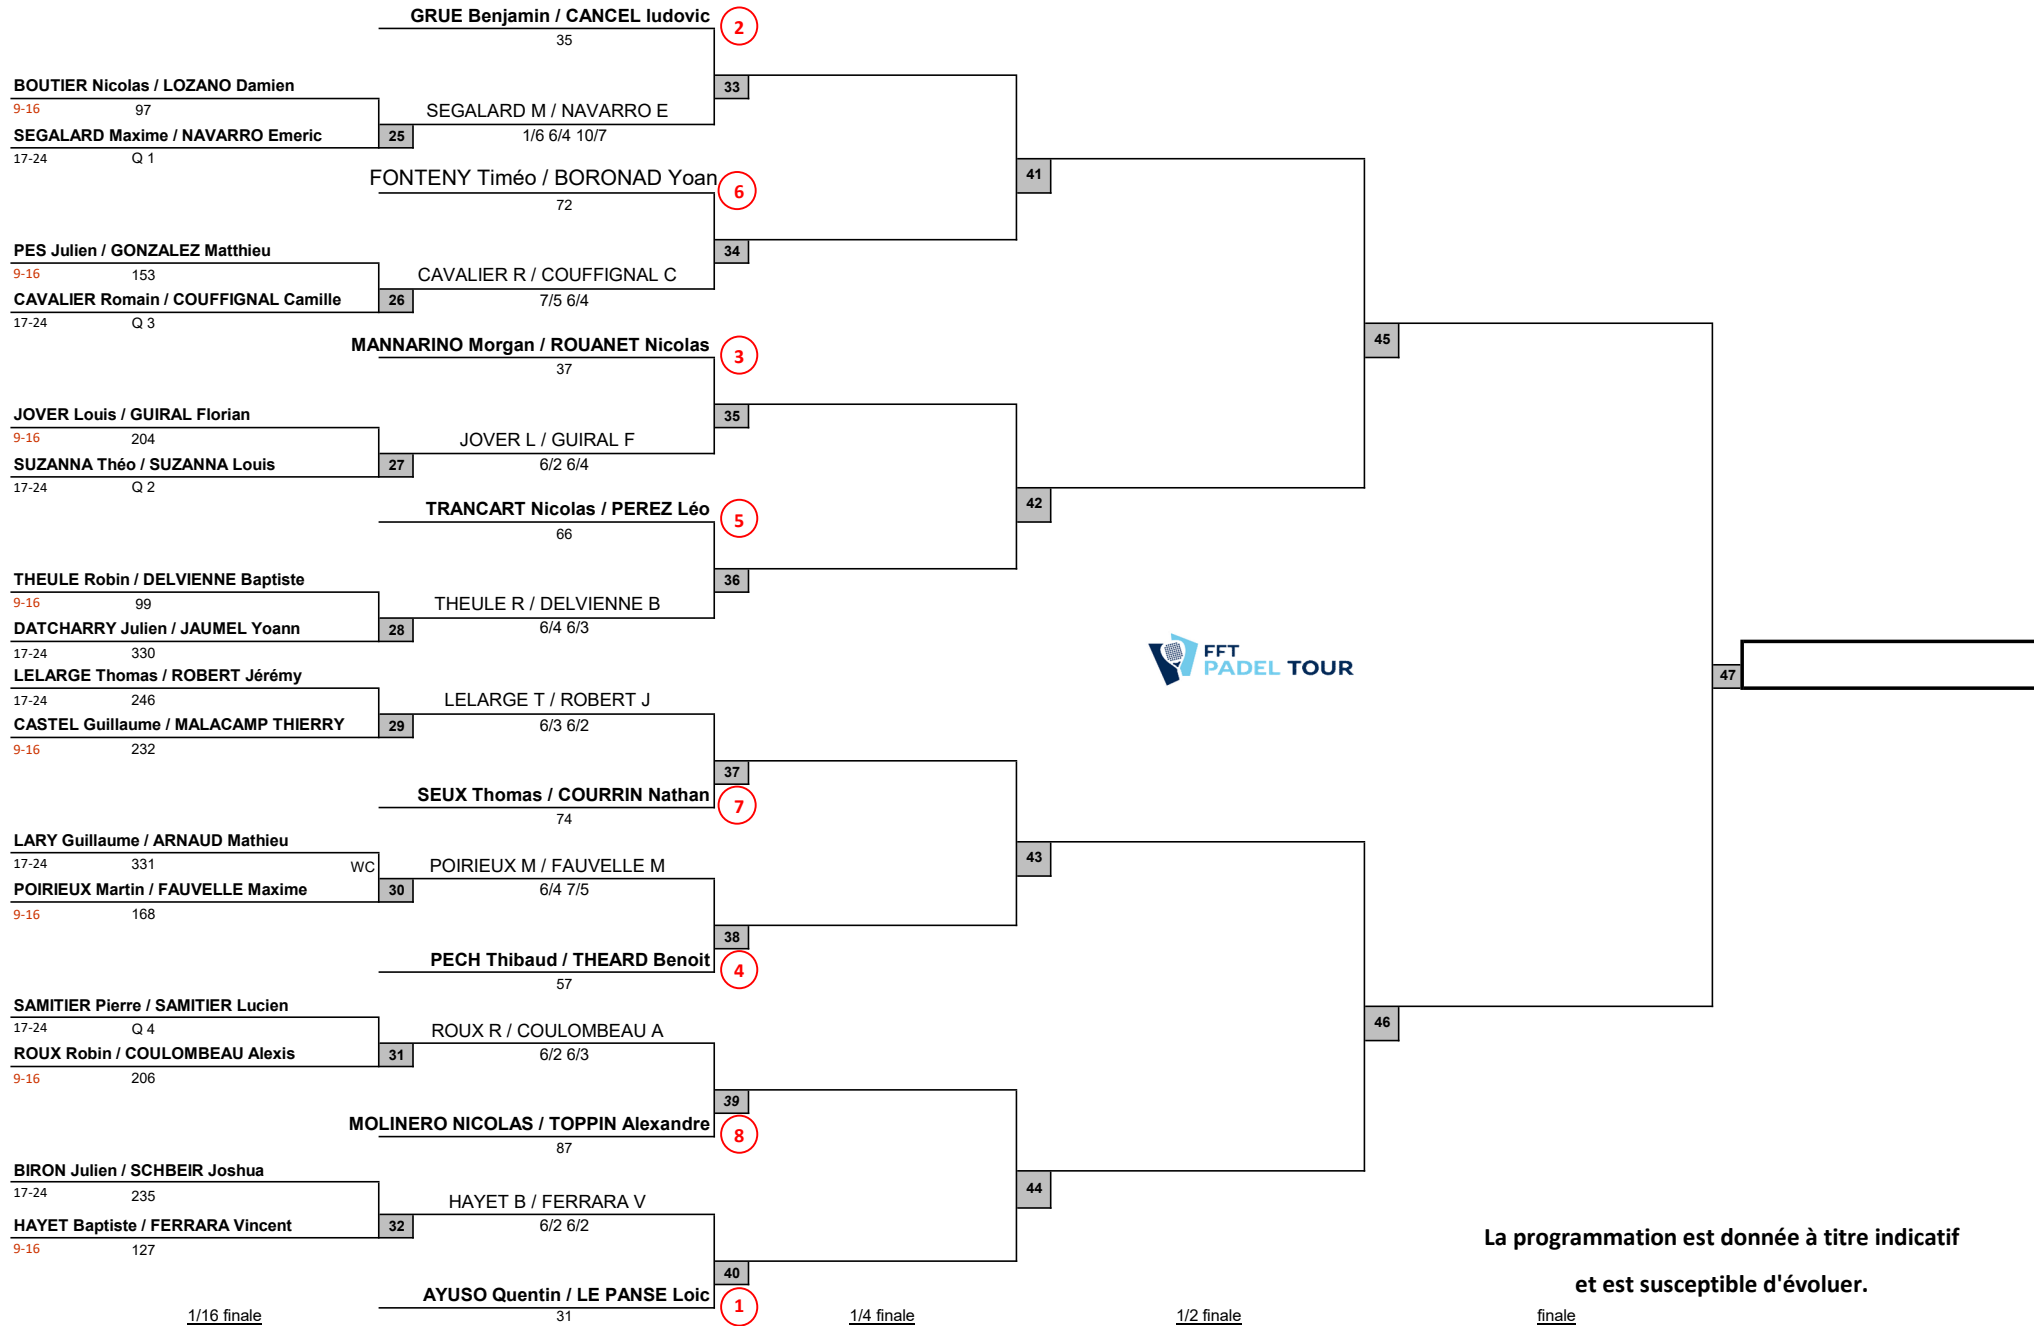 GRUE Benjamin / CANCEL ludovic
2
35
BOUTIER Nicolas / LOZANO Damien
33
9-16 97
SEGALARD M / NAVARRO E
SEGALARD Maxime / NAVARRO Emeric
25
1/6 6/4 10/7
17-24 Q 1
FONTENY Timéo / BORONAD Yoan
6
41
72
PES Julien / GONZALEZ Matthieu
34
9-16 153
CAVALIER R / COUFFIGNAL C
CAVALIER Romain / COUFFIGNAL Camille
26
7/5 6/4
17-24 Q 3
MANNARINO Morgan / ROUANET Nicolas
3
45
37
JOVER Louis / GUIRAL Florian
35
9-16 204
JOVER L / GUIRAL F
SUZANNA Théo / SUZANNA Louis
27
6/2 6/4
17-24 Q 2
TRANCART Nicolas / PEREZ Léo
5
42
66
THEULE Robin / DELVIENNE Baptiste
36
9-16 99
THEULE R / DELVIENNE B
DATCHARRY Julien / JAUMEL Yoann
28
6/4 6/3
17-24 330
FFT
PADEL TOUR
47
LELARGE Thomas / ROBERT Jérémy
17-24 246
LELARGE T / ROBERT J
CASTEL Guillaume / MALACAMP THIERRY
29
6/3 6/2
9-16 232
37
SEUX Thomas / COURRIN Nathan
7
74
LARY Guillaume / ARNAUD Mathieu
17-24 331 WC
POIRIEUX M / FAUVELLE M
43
POIRIEUX Martin / FAUVELLE Maxime
30
6/4 7/5
9-16 168
38
PECH Thibaud / THEARD Benoit
4
57
SAMITIER Pierre / SAMITIER Lucien
17-24 Q 4
ROUX R / COULOMBEAU A
46
ROUX Robin / COULOMBEAU Alexis
31
6/2 6/3
9-16 206
39
MOLINERO NICOLAS / TOPPIN Alexandre
8
87
BIRON Julien / SCHBEIR Joshua
17-24 235
HAYET B / FERRARA V
44
HAYET Baptiste / FERRARA Vincent
32
6/2 6/2
9-16 127
La programmation est donnée à titre indicatif
et est susceptible d'évoluer.
40
AYUSO Quentin / LE PANSE Loic
1
31
1/16 finale
1/4 finale
1/2 finale
finale